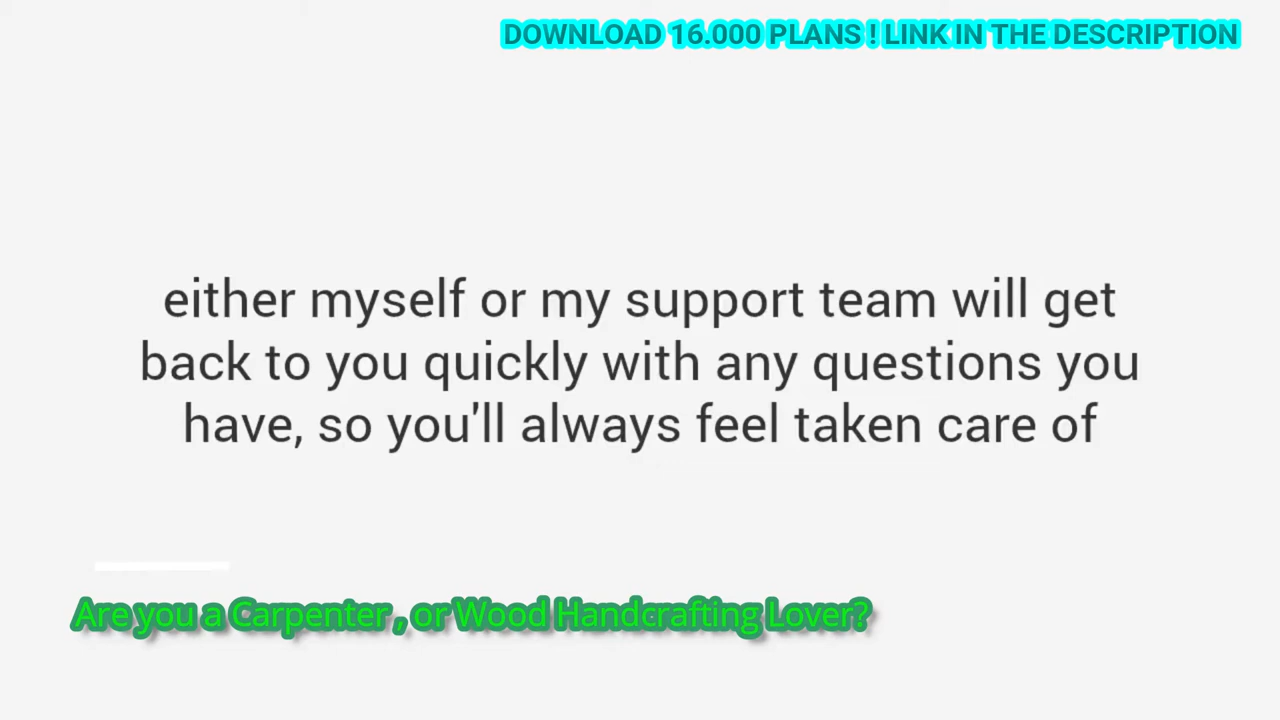 DOWNLOAD 16.000 PLANS ! LINK IN THE DESCRIPTION
either myself or my support team will get
back to you quickly with any questions you
have, so you'll always feel taken care of
Are you a Carpenter , or Wood Handcrafting Lover?